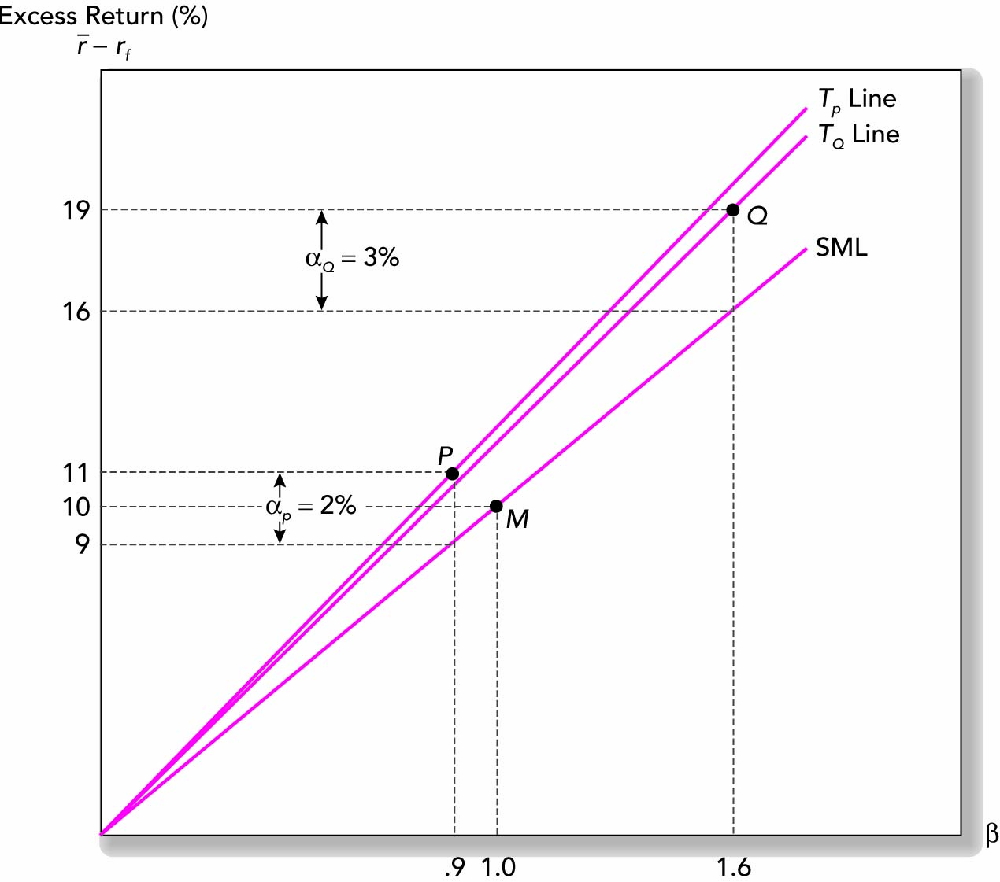 Excess Return (%)
r̄ − r_f
T_p Line
T_Q Line
19
Q
α_Q = 3%
SML
16
P
11
10
α_p = 2%
M
9
β
.9 1.0 1.6